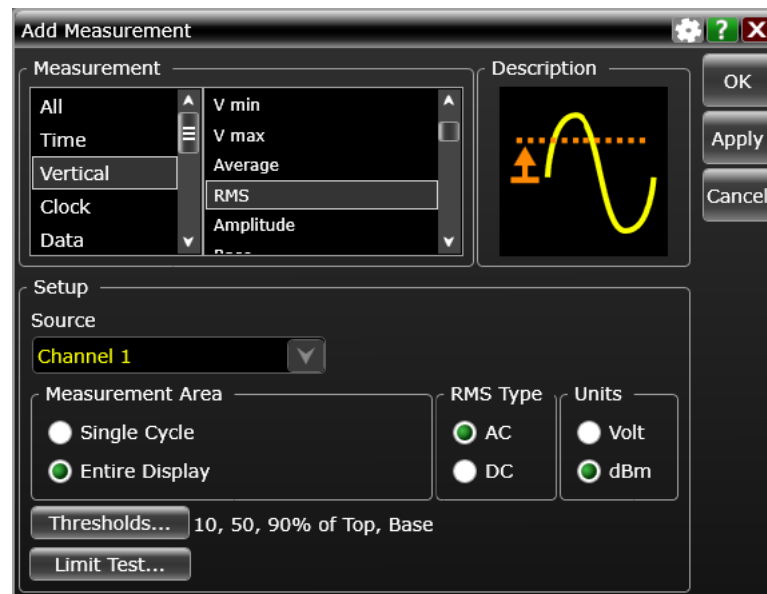 Add Measurement
?
X
Measurement
All
Time
Vertical
Clock
Data
V min
V max
Average
RMS
Amplitude
Description
OK
Apply
Cancel
Setup
Source
Channel 1
Measurement Area
Single Cycle
Entire Display
RMS Type
AC
DC
Units
Volt
dBm
Thresholds...
10, 50, 90% of Top, Base
Limit Test...